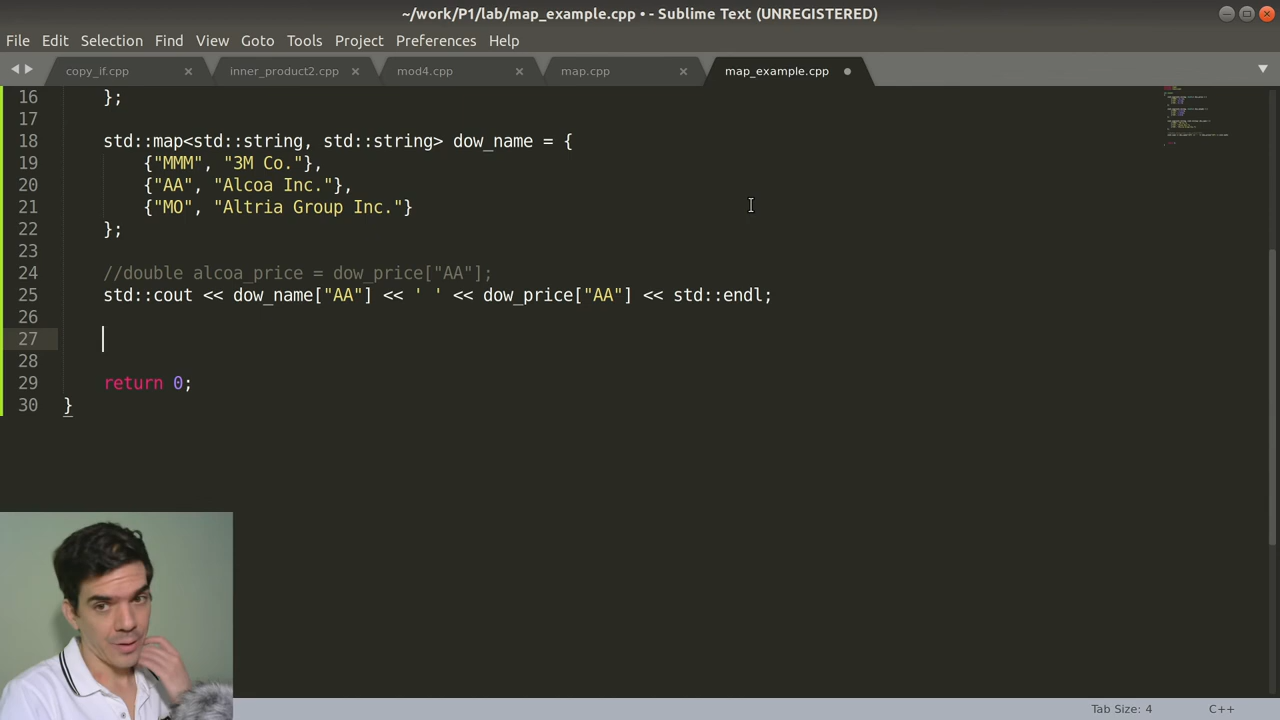 ~/work/P1/lab/map_example.cpp • - Sublime Text (UNREGISTERED)
File Edit Selection Find View Goto Tools Project Preferences Help
copy_if.cpp inner_product2.cpp mod4.cpp map.cpp map_example.cpp
16 };
17
18 std::map<std::string, std::string> dow_name = {
19 {"MMM", "3M Co."},
20 {"AA", "Alcoa Inc."},
21 {"MO", "Altria Group Inc."}
22 };
23
24 //double alcoa_price = dow_price["AA"];
25 std::cout << dow_name["AA"] << ' ' << dow_price["AA"] << std::endl;
26
27
28
29 return 0;
30 }
Tab Size: 4 C++